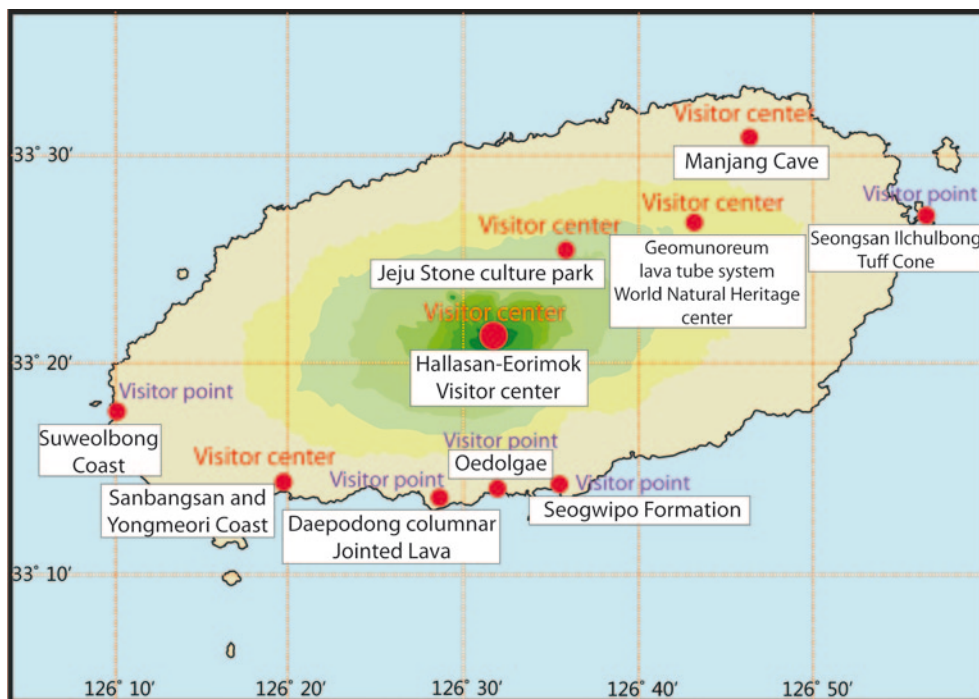 Visitor center
Manjang Cave
33° 30′
Visitor point
Seongsan Ilchulbong
Tuff Cone
Visitor center
Geomunoreum
lava tube system
World Natural Heritage
center
Visitor center
Jeju Stone culture park
Visitor center
Hallasan-Eorimok
Visitor center
33° 20′
Visitor point
Suweolbong
Coast
Visitor center
Sanbangsan and
Yongmeori Coast
Visitor point
Daepodong columnar
Jointed Lava
Visitor point
Oedolgae
Visitor point
Seogwipo Formation
33° 10′
126° 10′
126° 20′
126° 30′
126° 40′
126° 50′